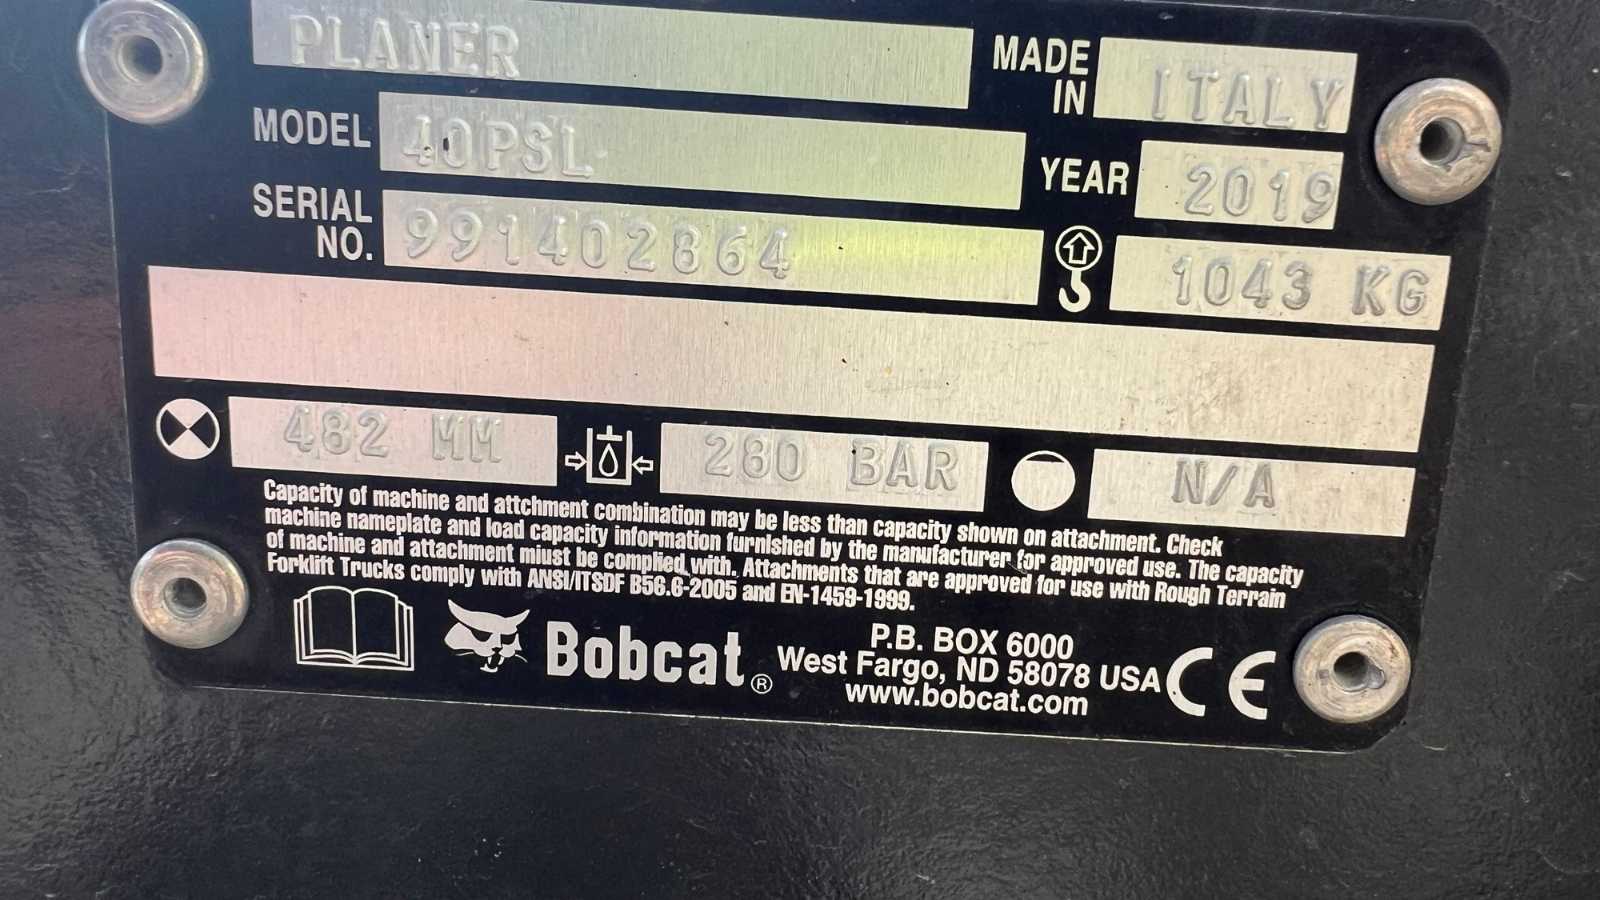 PLANER
MADE IN ITALY
MODEL 40PSL
YEAR 2019
SERIAL NO. 991402864
1043 KG
482 MM
280 BAR
N/A
Capacity of machine and attchment combination may be less than capacity shown on attachment. Check
machine nameplate and load capacity information furnished by the manufacturer for approved use. The capacity
of machine and attachment miust be complied with. Attachments that are approved for use with Rough Terrain
Forklift Trucks comply with ANSI/ITSDF B56.6-2005 and EN-1459-1999.
Bobcat®
P.B. BOX 6000
West Fargo, ND 58078 USA
www.bobcat.com
CE